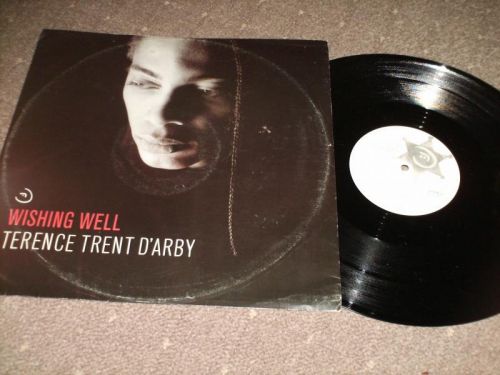 WISHING WELL
TERENCE TRENT D'ARBY